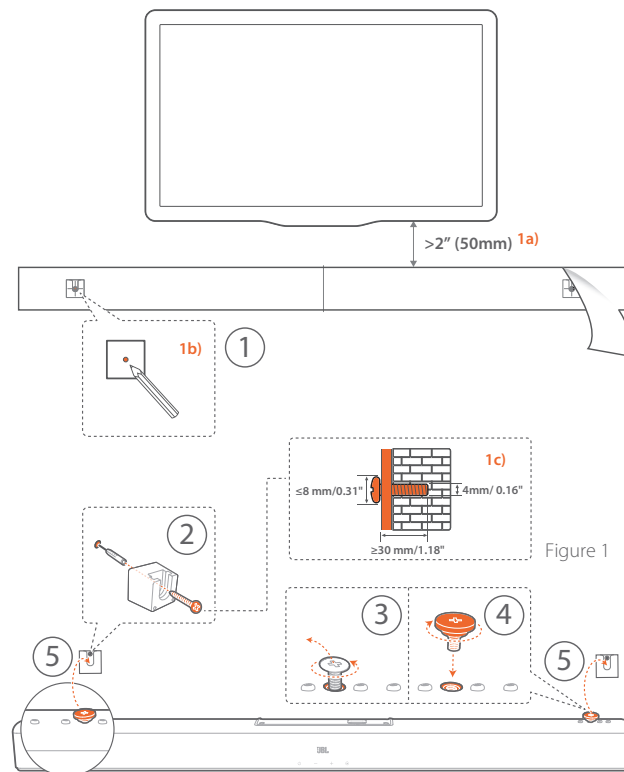 >2” (50mm) 1a)
1b)
1
1c)
≤8 mm/0.31"
4mm/ 0.16"
≥30 mm/1.18"
2
Figure 1
3
4
5
5
JBL